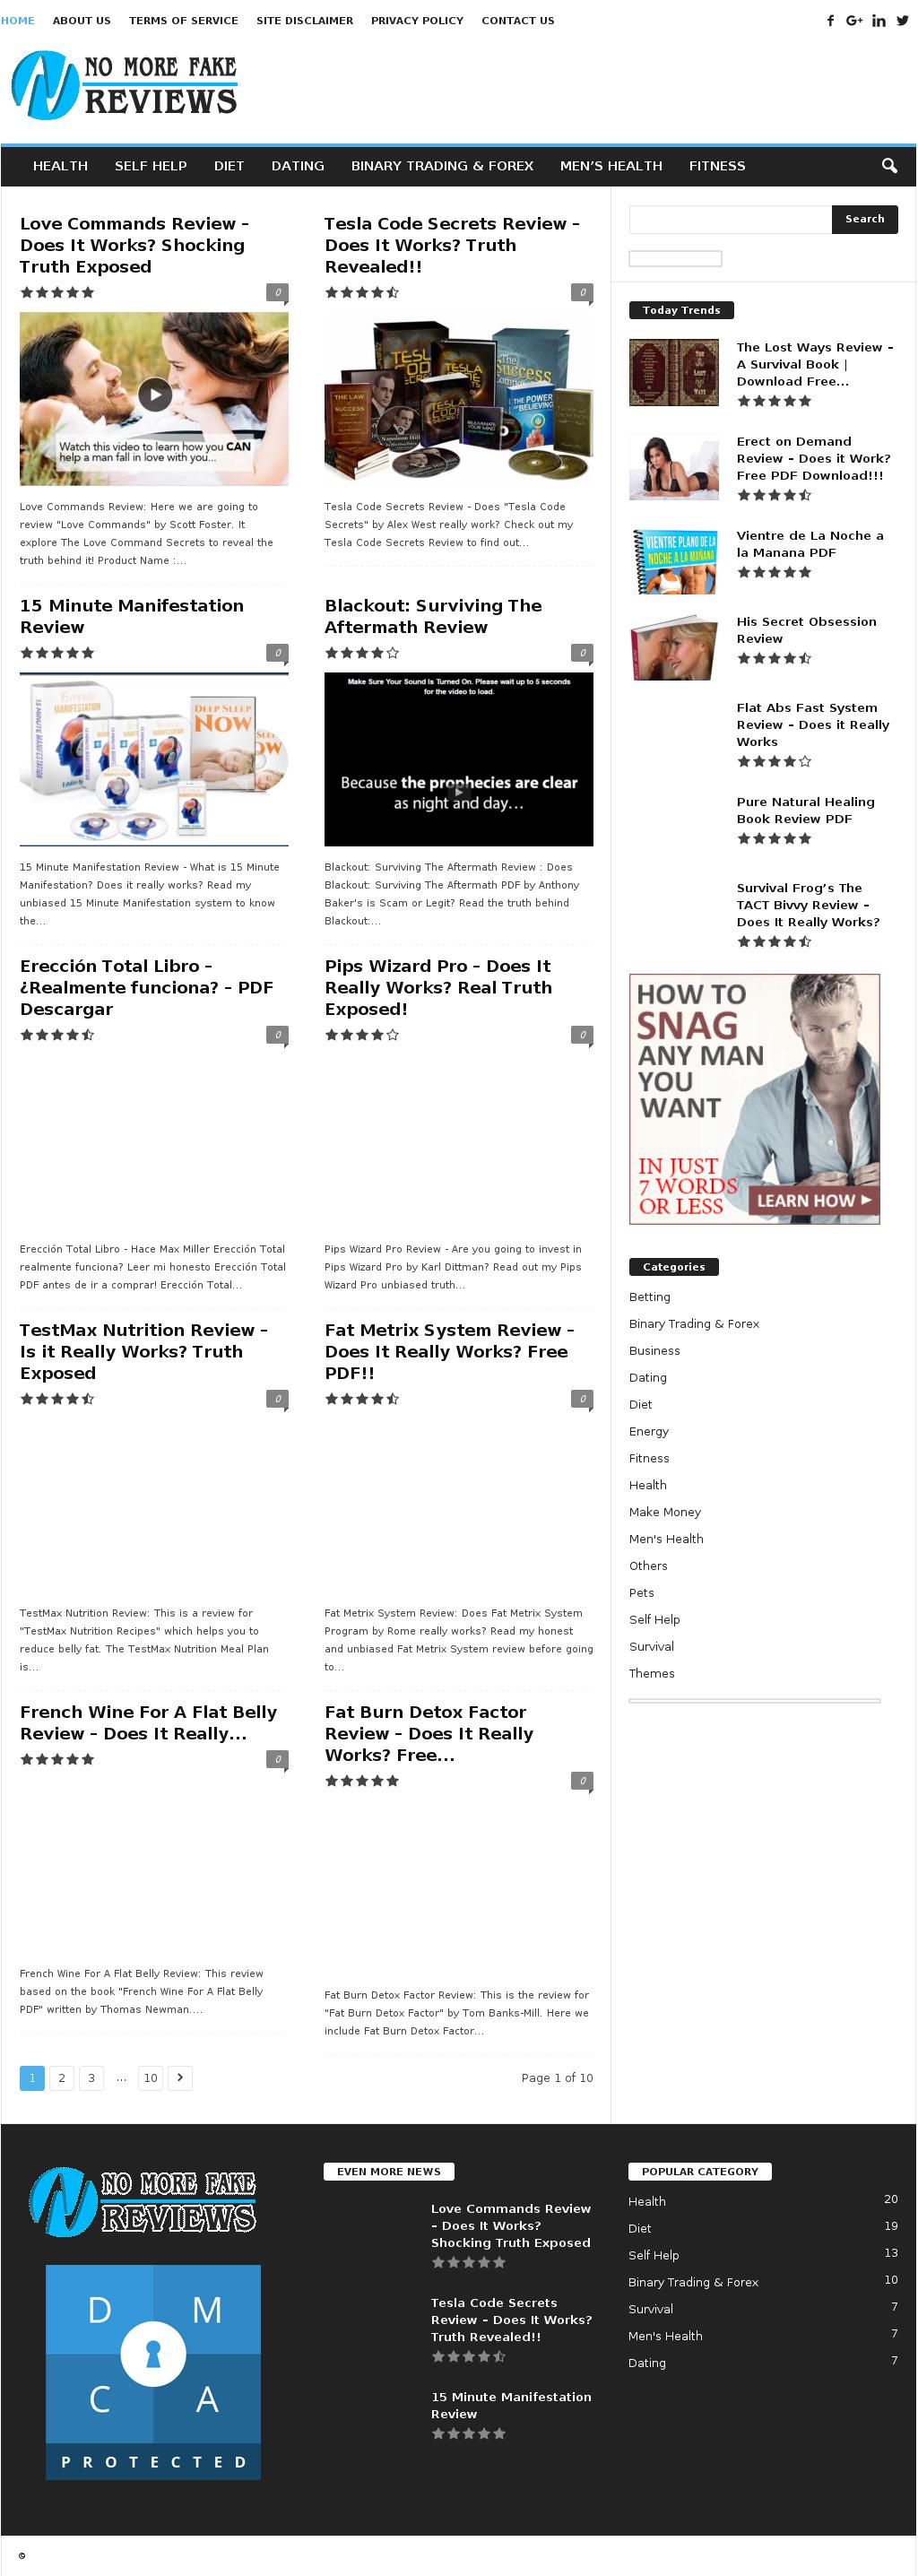 HOME ABOUT US TERMS OF SERVICE SITE DISCLAIMER PRIVACY POLICY CONTACT US
NO MORE FAKE
REVIEWS
HEALTH SELF HELP DIET DATING BINARY TRADING & FOREX MEN’S HEALTH FITNESS
Love Commands Review –
Does It Works? Shocking
Truth Exposed
0
Watch this video to learn how you CAN
help a man fall in love with you...
Love Commands Review: Here we are going to
review "Love Commands" by Scott Foster. It
explore The Love Command Secrets to reveal the
truth behind it! Product Name :...
Tesla Code Secrets Review –
Does It Works? Truth
Revealed!!
0
Tesla Code Secrets Review - Does "Tesla Code
Secrets" by Alex West really work? Check out my
Tesla Code Secrets Review to find out...
15 Minute Manifestation
Review
0
DEEP SLEEP
NOW
15 Minute Manifestation Review - What is 15 Minute
Manifestation? Does it really works? Read my
unbiased 15 Minute Manifestation system to know
the...
Blackout: Surviving The
Aftermath Review
0
Make Sure Your Sound Is Turned On. Please wait up to 5 seconds
for the video to load.
Because the prophecies are clear
as night and day...
Blackout: Surviving The Aftermath Review : Does
Blackout: Surviving The Aftermath PDF by Anthony
Baker's is Scam or Legit? Read the truth behind
Blackout:...
Erección Total Libro –
¿Realmente funciona? – PDF
Descargar
0
Erección Total Libro - Hace Max Miller Erección Total
realmente funciona? Leer mi honesto Erección Total
PDF antes de ir a comprar! Erección Total...
Pips Wizard Pro – Does It
Really Works? Real Truth
Exposed!
0
Pips Wizard Pro Review - Are you going to invest in
Pips Wizard Pro by Karl Dittman? Read out my Pips
Wizard Pro unbiased truth...
TestMax Nutrition Review –
Is it Really Works? Truth
Exposed
0
TestMax Nutrition Review: This is a review for
"TestMax Nutrition Recipes" which helps you to
reduce belly fat. The TestMax Nutrition Meal Plan
is...
Fat Metrix System Review –
Does It Really Works? Free
PDF!!
0
Fat Metrix System Review: Does Fat Metrix System
Program by Rome really works? Read my honest
and unbiased Fat Metrix System review before going
to...
French Wine For A Flat Belly
Review – Does It Really...
0
French Wine For A Flat Belly Review: This review
based on the book "French Wine For A Flat Belly
PDF" written by Thomas Newman....
Fat Burn Detox Factor
Review – Does It Really
Works? Free...
0
Fat Burn Detox Factor Review: This is the review for
"Fat Burn Detox Factor" by Tom Banks-Mill. Here we
include Fat Burn Detox Factor...
1 2 3 ... 10
Page 1 of 10
Search
Today Trends
The Lost Ways Review –
A Survival Book |
Download Free...
Erect on Demand
Review – Does it Work?
Free PDF Download!!!
VIENTRE PLANO DE LA
NOCHE A LA MAÑANA
Vientre de La Noche a
la Manana PDF
His Secret Obsession
Review
Flat Abs Fast System
Review – Does it Really
Works
Pure Natural Healing
Book Review PDF
Survival Frog’s The
TACT Bivvy Review –
Does It Really Works?
HOW TO
SNAG
ANY MAN
YOU
WANT
IN JUST
7 WORDS
OR LESS
LEARN HOW
Categories
Betting
Binary Trading & Forex
Business
Dating
Diet
Energy
Fitness
Health
Make Money
Men's Health
Others
Pets
Self Help
Survival
Themes
NO MORE FAKE
REVIEWS
D M
C A
PROTECTED
EVEN MORE NEWS
Love Commands Review
– Does It Works?
Shocking Truth Exposed
Tesla Code Secrets
Review – Does It Works?
Truth Revealed!!
15 Minute Manifestation
Review
POPULAR CATEGORY
Health 20
Diet 19
Self Help 13
Binary Trading & Forex 10
Survival 7
Men's Health 7
Dating 7
©